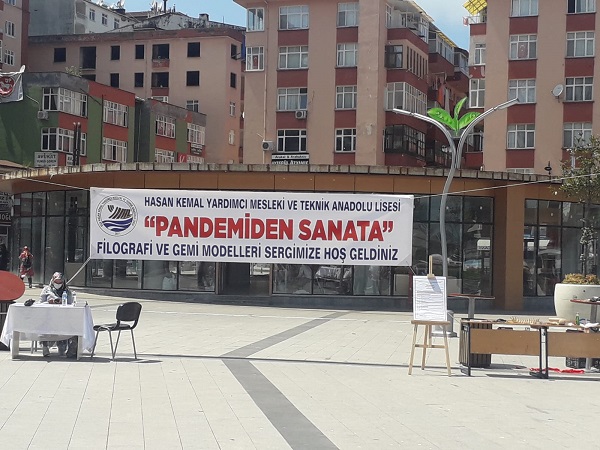 HASAN KEMAL YARDIMCI MESLEKİ VE TEKNİK ANADOLU LİSESİ
“PANDEMİDEN SANATA”
FİLOGRAFİ VE GEMİ MODELLERİ SERGİMİZE HOŞ GELDİNİZ